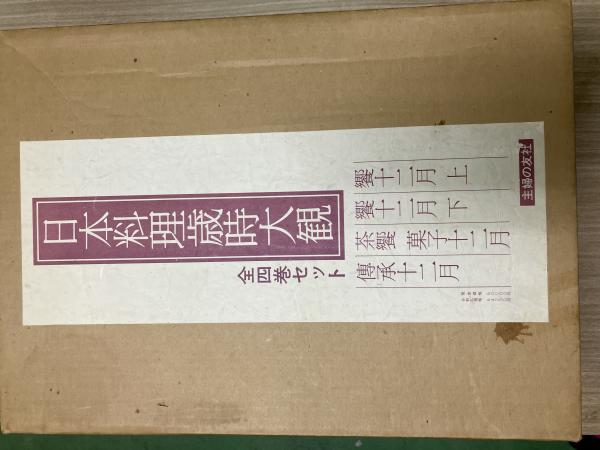 日本料理歳時大観
全四巻セット
饗十二月 上
饗十二月 下
茶饗 菓子十二月
傳承十二月
主婦の友社